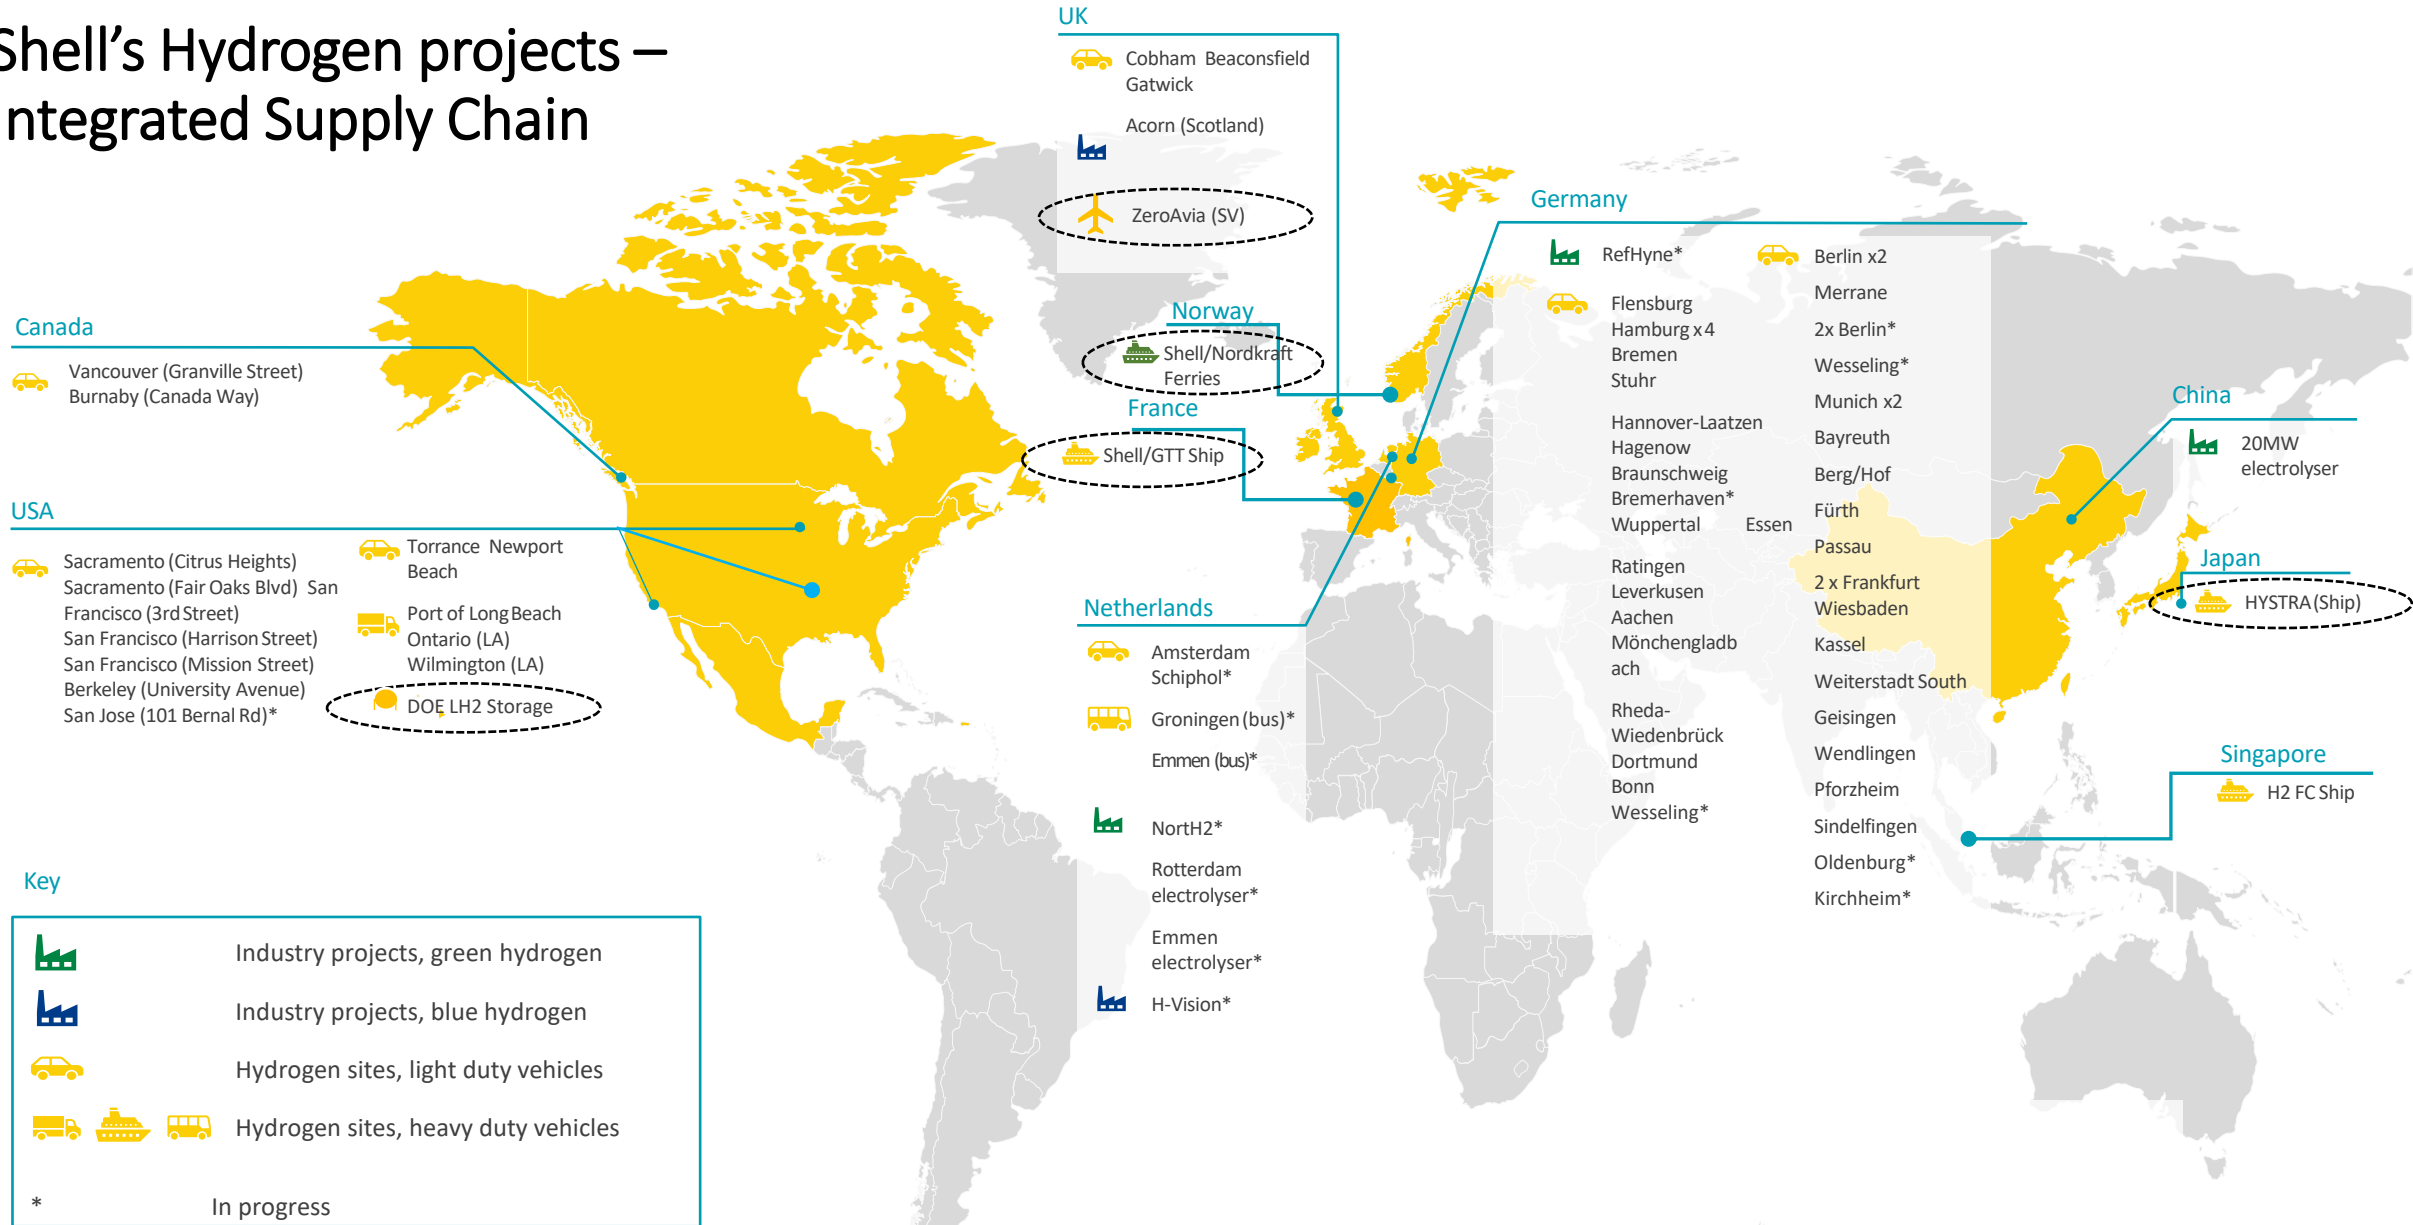 Shell’s Hydrogen projects –
ntegrated Supply Chain
UK
Cobham Beaconsfield
Gatwick
Acorn (Scotland)
ZeroAvia (SV)
Norway
Shell/Nordkraft
Ferries
France
Shell/GTT Ship
Canada
Vancouver (Granville Street)
Burnaby (Canada Way)
USA
Sacramento (Citrus Heights)
Sacramento (Fair Oaks Blvd) San
Francisco (3rd Street)
San Francisco (Harrison Street)
San Francisco (Mission Street)
Berkeley (University Avenue)
San Jose (101 Bernal Rd)*
Torrance Newport
Beach
Port of Long Beach
Ontario (LA)
Wilmington (LA)
DOE LH2 Storage
Netherlands
Amsterdam
Schiphol*
Groningen (bus)*
Emmen (bus)*
NortH2*
Rotterdam
electrolyser*
Emmen
electrolyser*
H-Vision*
Germany
RefHyne*
Flensburg
Hamburg x 4
Bremen
Stuhr
Hannover-Laatzen
Hagenow
Braunschweig
Bremerhaven*
Wuppertal Essen
Ratingen
Leverkusen
Aachen
Mönchengladb
ach
Rheda-
Wiedenbrück
Dortmund
Bonn
Wesseling*
Berlin x2
Merrane
2x Berlin*
Wesseling*
Munich x2
Bayreuth
Berg/Hof
Fürth
Passau
2 x Frankfurt
Wiesbaden
Kassel
Weiterstadt South
Geisingen
Wendlingen
Pforzheim
Sindelfingen
Oldenburg*
Kirchheim*
China
20MW
electrolyser
Japan
HYSTRA (Ship)
Singapore
H2 FC Ship
Key
Industry projects, green hydrogen
Industry projects, blue hydrogen
Hydrogen sites, light duty vehicles
Hydrogen sites, heavy duty vehicles
* In progress